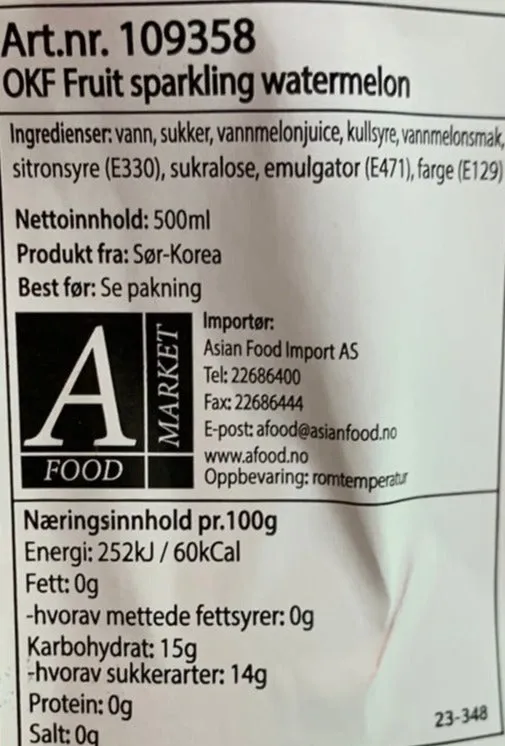 Art.nr. 109358
OKF Fruit sparkling watermelon
Ingredienser: vann, sukker, vannmelonjuice, kullsyre, vannmelonsmak,
sitronsyre (E330), sukralose, emulgator (E471), farge (E129)
Nettoinnhold: 500ml
Produkt fra: Sør-Korea
Best før: Se pakning
A
FOOD
MARKET
Importør:
Asian Food Import AS
Tel: 22686400
Fax: 22686444
E-post: afood@asianfood.no
www.afood.no
Oppbevaring: romtemperatur
Næringsinnhold pr.100g
Energi: 252kJ / 60kCal
Fett: 0g
-hvorav mettede fettsyrer: 0g
Karbohydrat: 15g
-hvorav sukkerarter: 14g
Protein: 0g
Salt: 0g
23-348